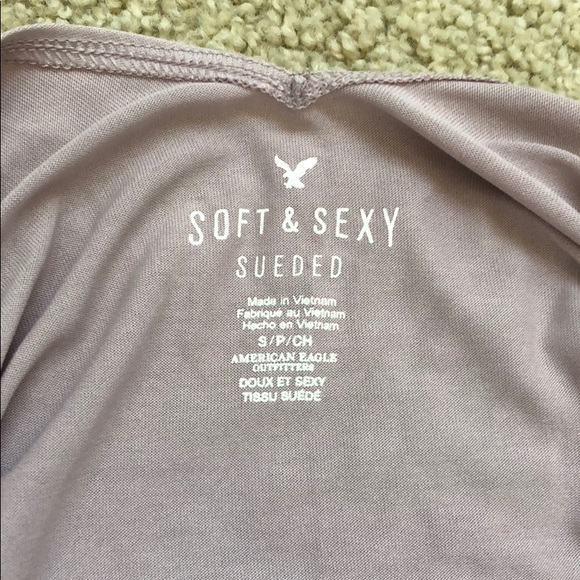 SOFT & SEXY
SUEDED
Made in Vietnam
Fabriqué au Vietnam
Hecho en Vietnam
S/P/CH
AMERICAN EAGLE
OUTFITTERS
DOUX ET SEXY
TISSU SUÉDÉ